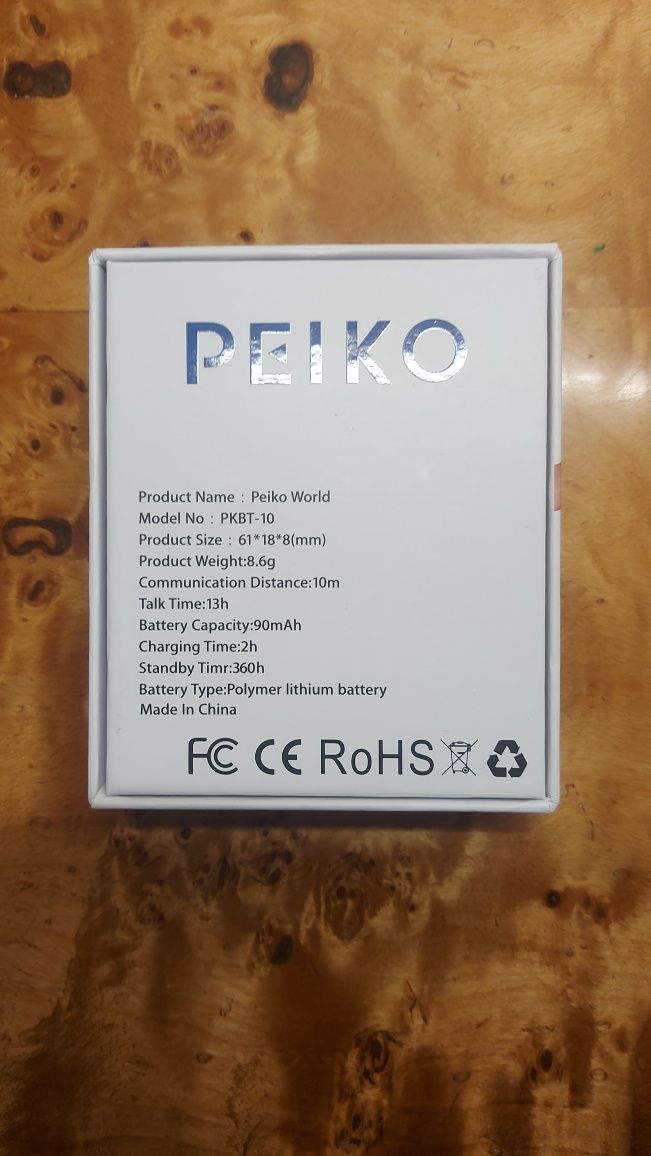 PEIKO
Product Name : Peiko World
Model No : PKBT-10
Product Size : 61*18*8(mm)
Product Weight:8.6g
Communication Distance:10m
Talk Time:13h
Battery Capacity:90mAh
Charging Time:2h
Standby Timr:360h
Battery Type:Polymer lithium battery
Made In China
FC CE RoHS